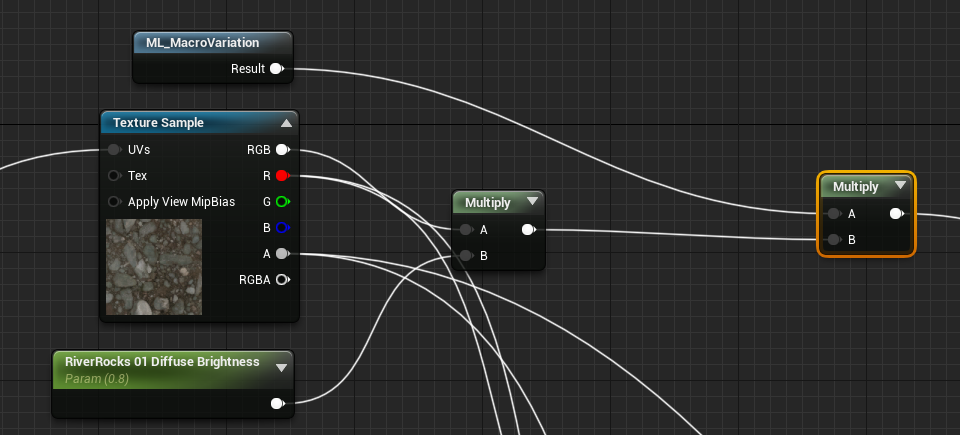 ML_MacroVariation
Result
Texture Sample
UVs
RGB
Tex
R
Apply View MipBias
G
B
A
RGBA
Multiply
A
B
Multiply
A
B
RiverRocks 01 Diffuse Brightness
Param (0.8)